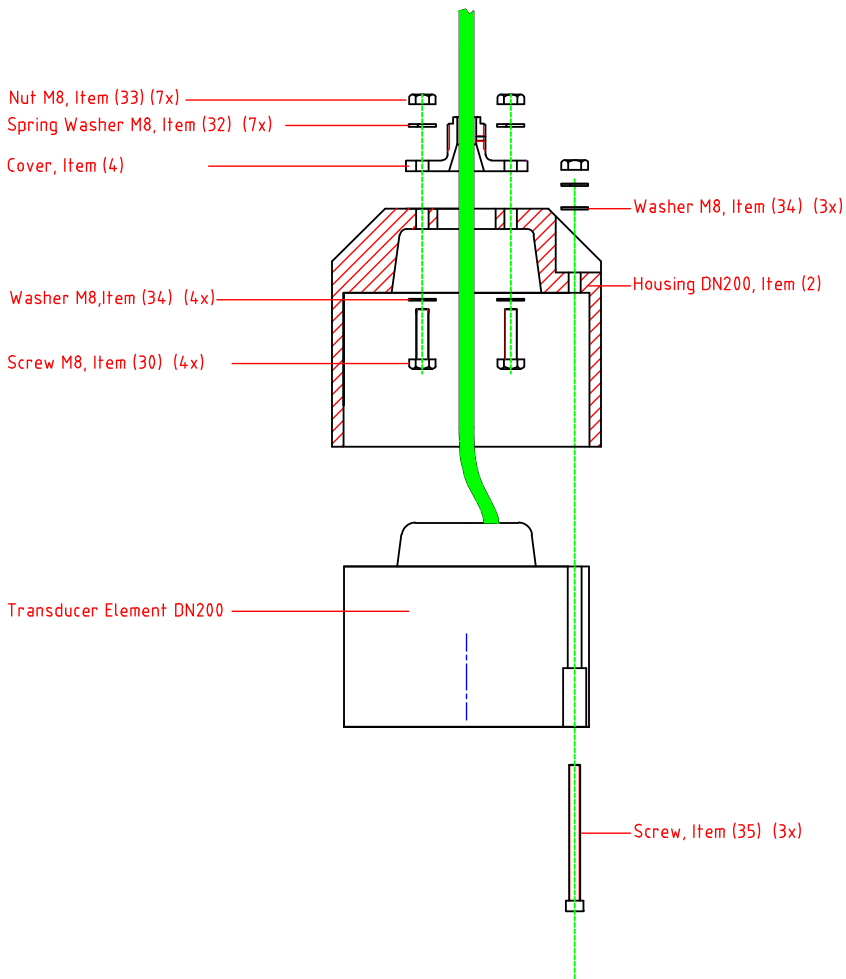 Nut M8, Item (33) (7x)
Spring Washer M8, Item (32) (7x)
Cover, Item (4)
Washer M8, Item (34) (3x)
Housing DN200, Item (2)
Washer M8,Item (34) (4x)
Screw M8, Item (30) (4x)
Transducer Element DN200
Screw, Item (35) (3x)